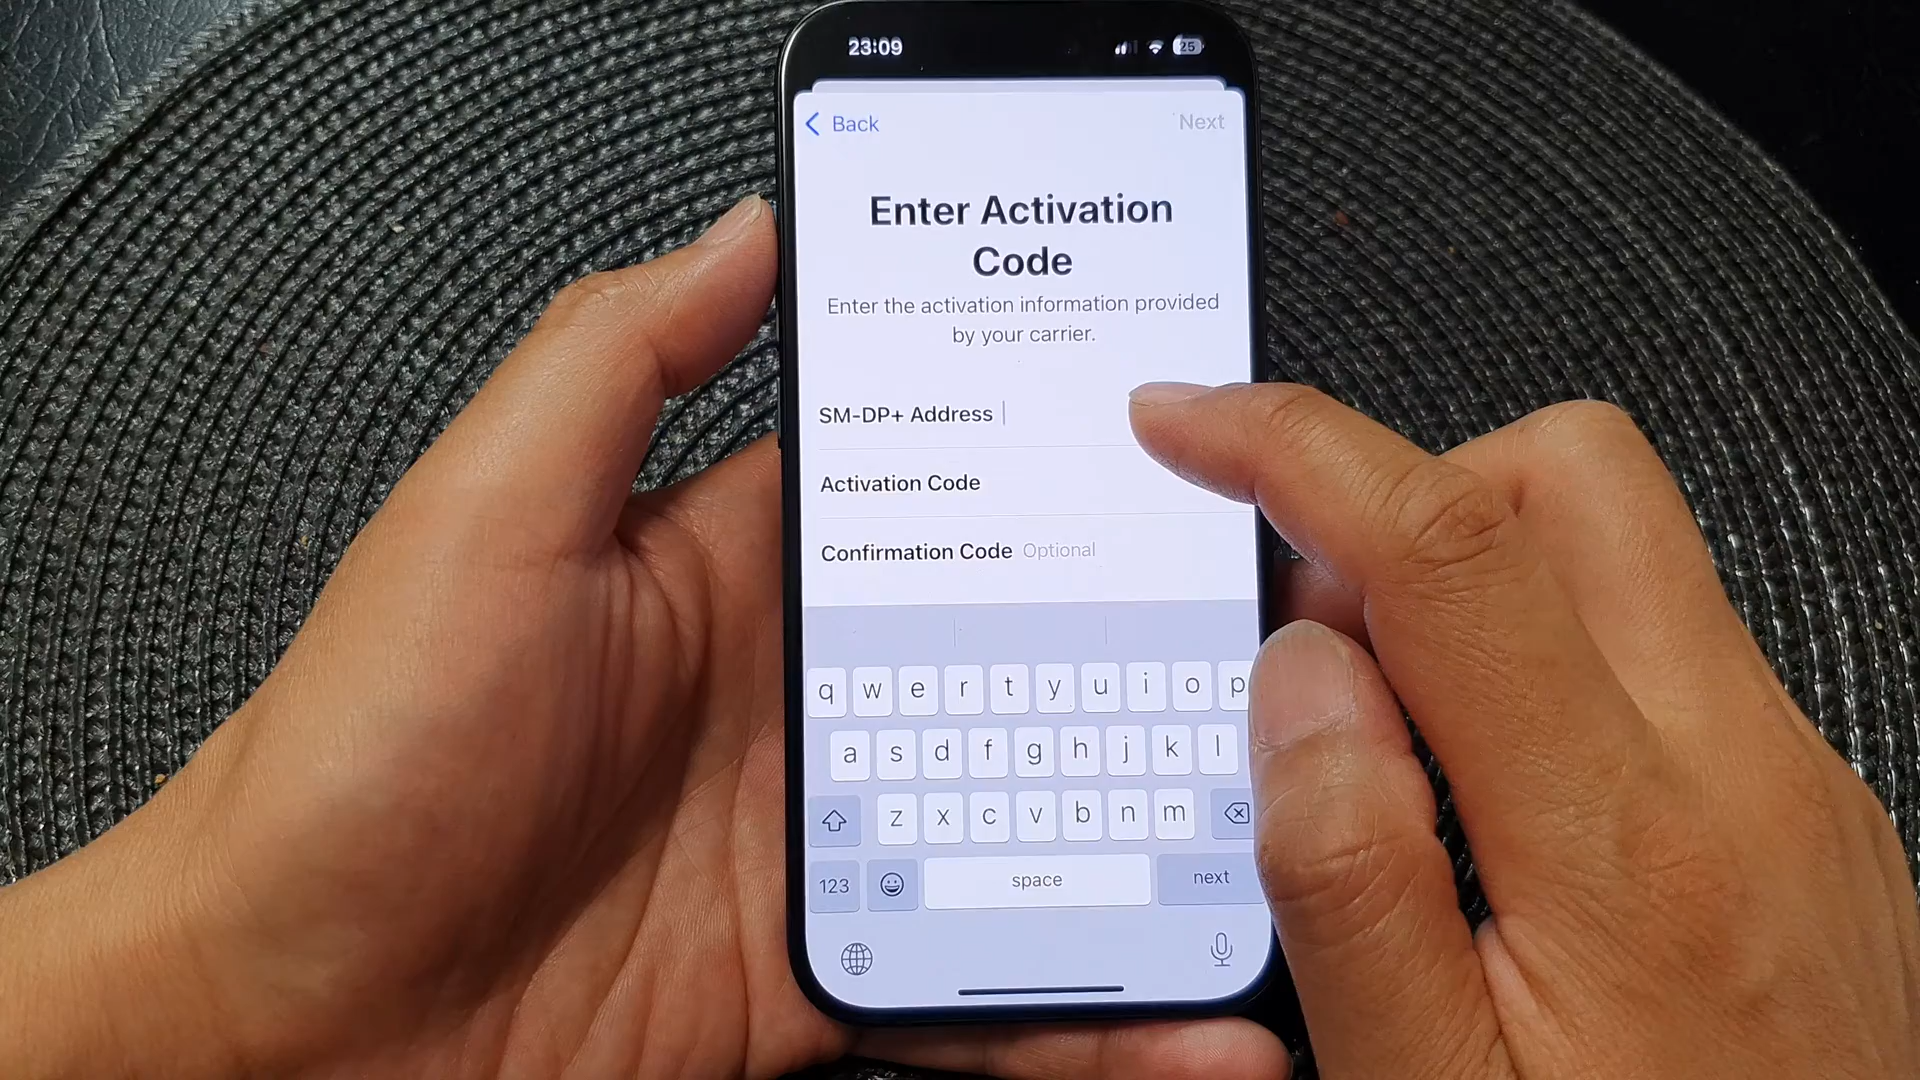 23:09
25
Back
Next
Enter Activation
Code
Enter the activation information provided
by your carrier.
SM-DP+ Address
Activation Code
Confirmation Code Optional
q w e r t y u i o p
a s d f g h j k l
z x c v b n m
123 space next